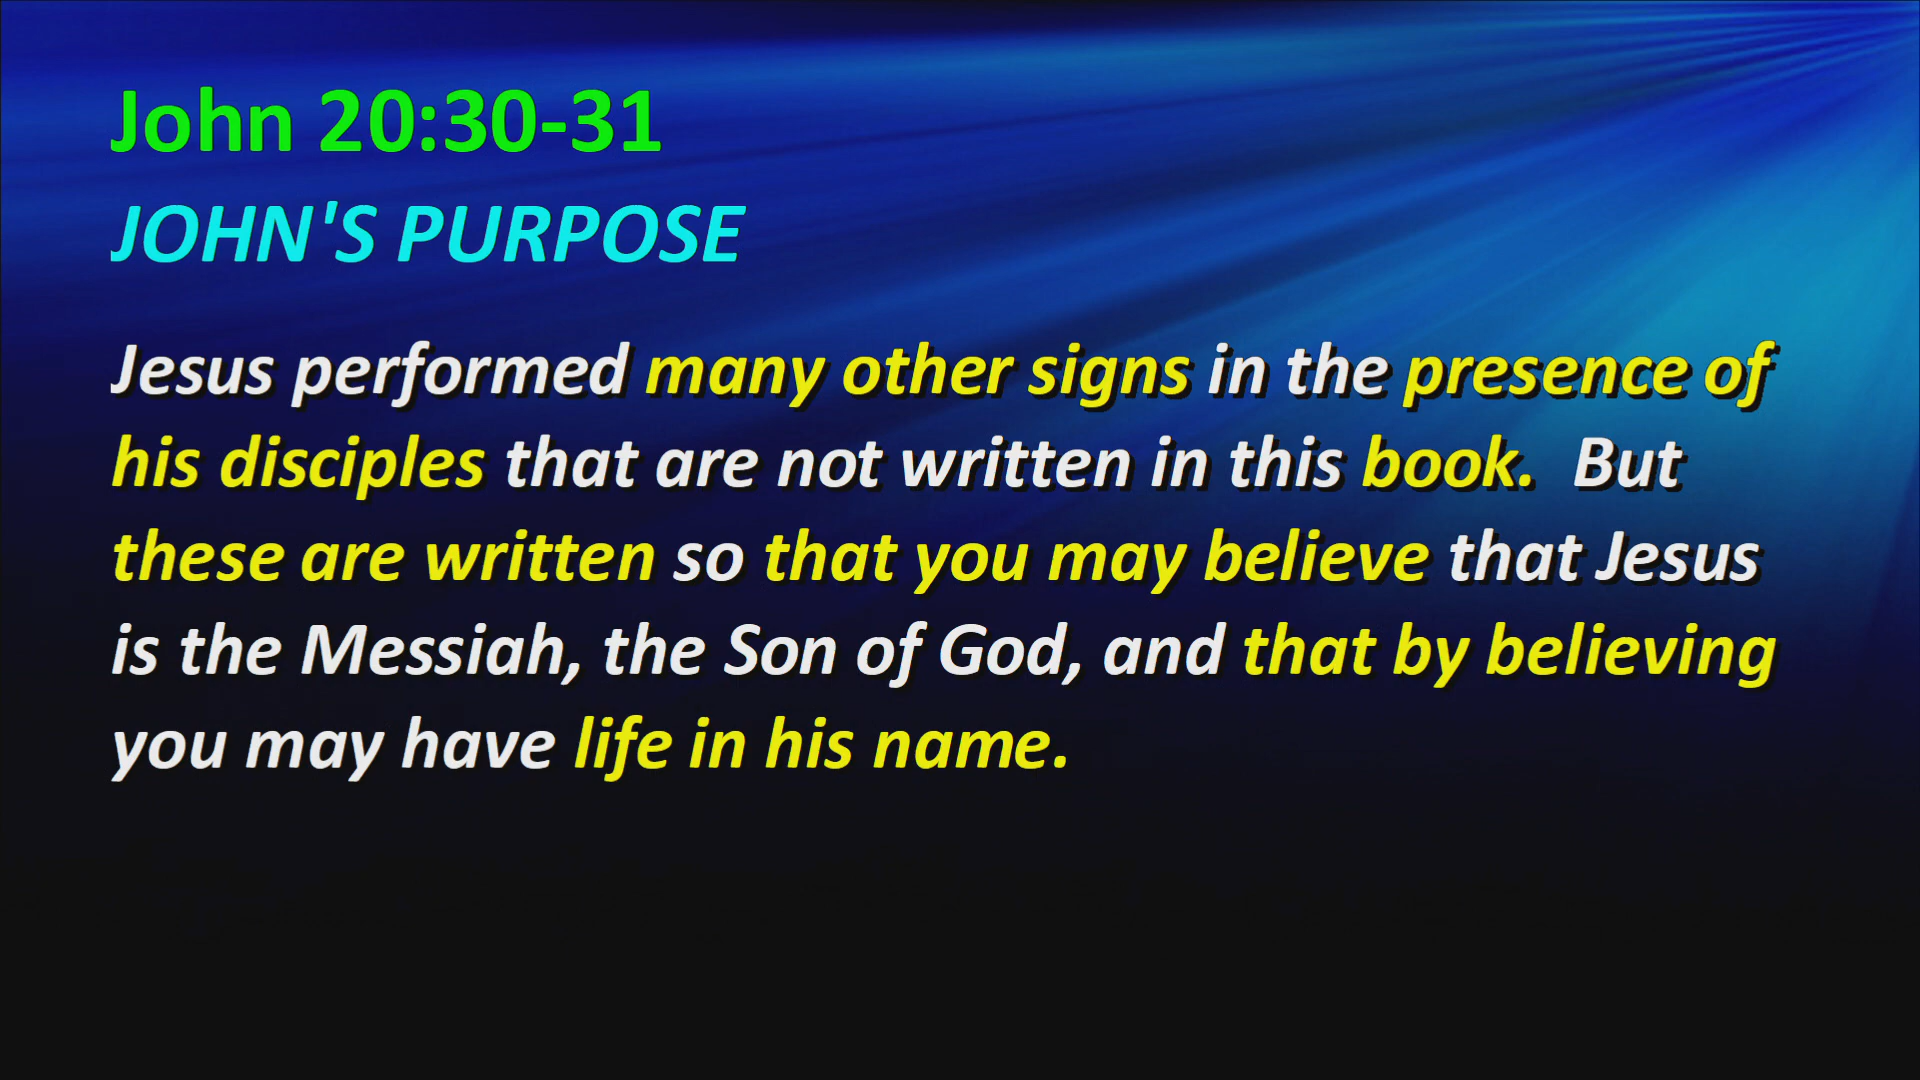 John 20:30-31
JOHN'S PURPOSE
Jesus performed many other signs in the presence of
his disciples that are not written in this book.  But
these are written so that you may believe that Jesus
is the Messiah, the Son of God, and that by believing
you may have life in his name.